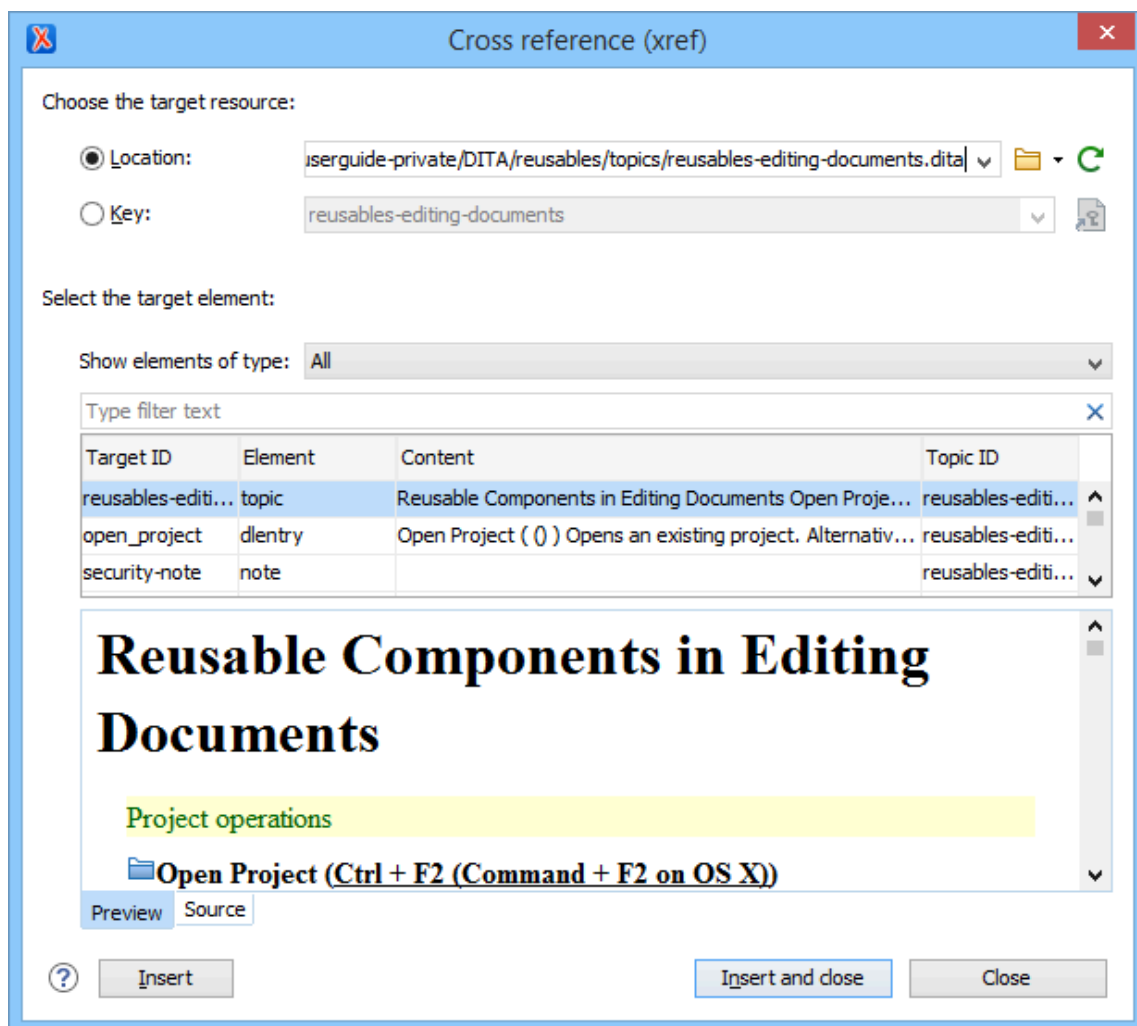 Cross reference (xref)
Choose the target resource:
Location: userguide-private/DITA/reusables/topics/reusables-editing-documents.dita
Key: reusables-editing-documents
Select the target element:
Show elements of type: All
Type filter text
Target ID Element Content Topic ID
reusables-editi... topic Reusable Components in Editing Documents Open Proje... reusables-editi...
open_project dlentry Open Project ( () ) Opens an existing project. Alternativ... reusables-editi...
security-note note reusables-editi...
Reusable Components in Editing
Documents
Project operations
Open Project (Ctrl + F2 (Command + F2 on OS X))
Preview Source
? Insert Insert and close Close